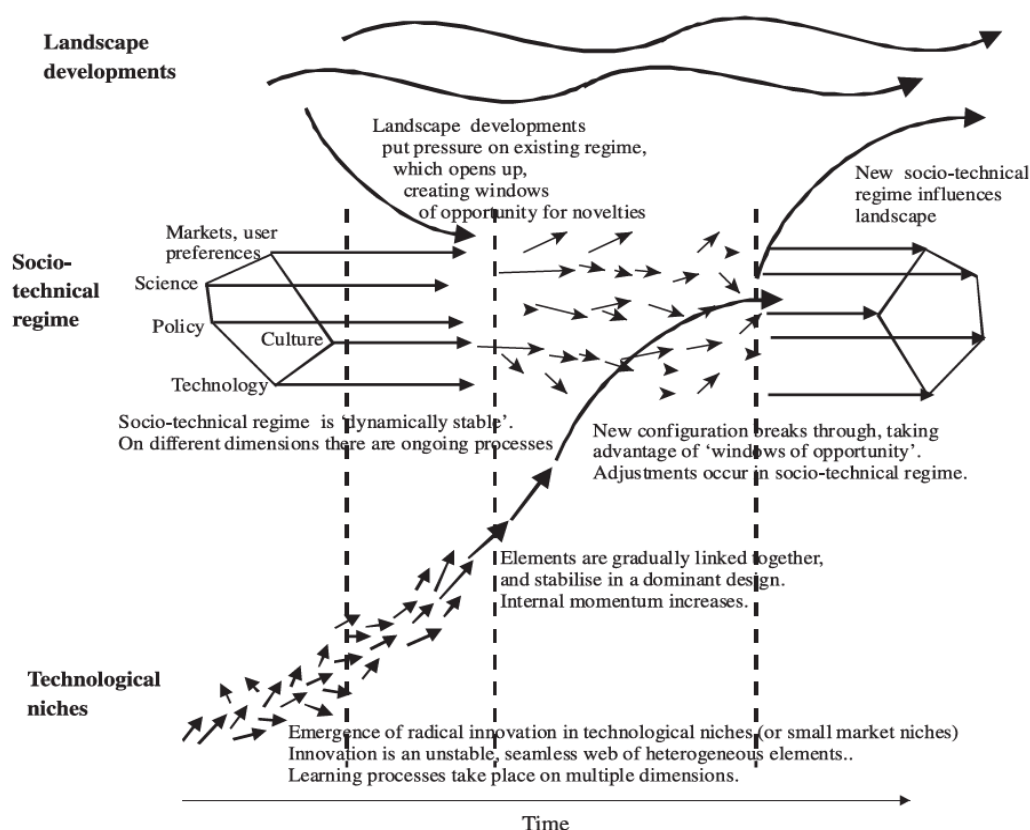 Landscape
developments
Landscape developments
put pressure on existing regime,
which opens up,
creating windows
of opportunity for novelties
New socio-technical
regime influences
landscape
Socio-
technical
regime
Markets, user
preferences
Science
Policy
Culture
Technology
Socio-technical regime is ‘dynamically stable’.
On different dimensions there are ongoing processes
New configuration breaks through, taking
advantage of ‘windows of opportunity’.
Adjustments occur in socio-technical regime.
Elements are gradually linked together,
and stabilise in a dominant design.
Internal momentum increases.
Technological
niches
Emergence of radical innovation in technological niches (or small market niches)
Innovation is an unstable, seamless web of heterogeneous elements..
Learning processes take place on multiple dimensions.
Time